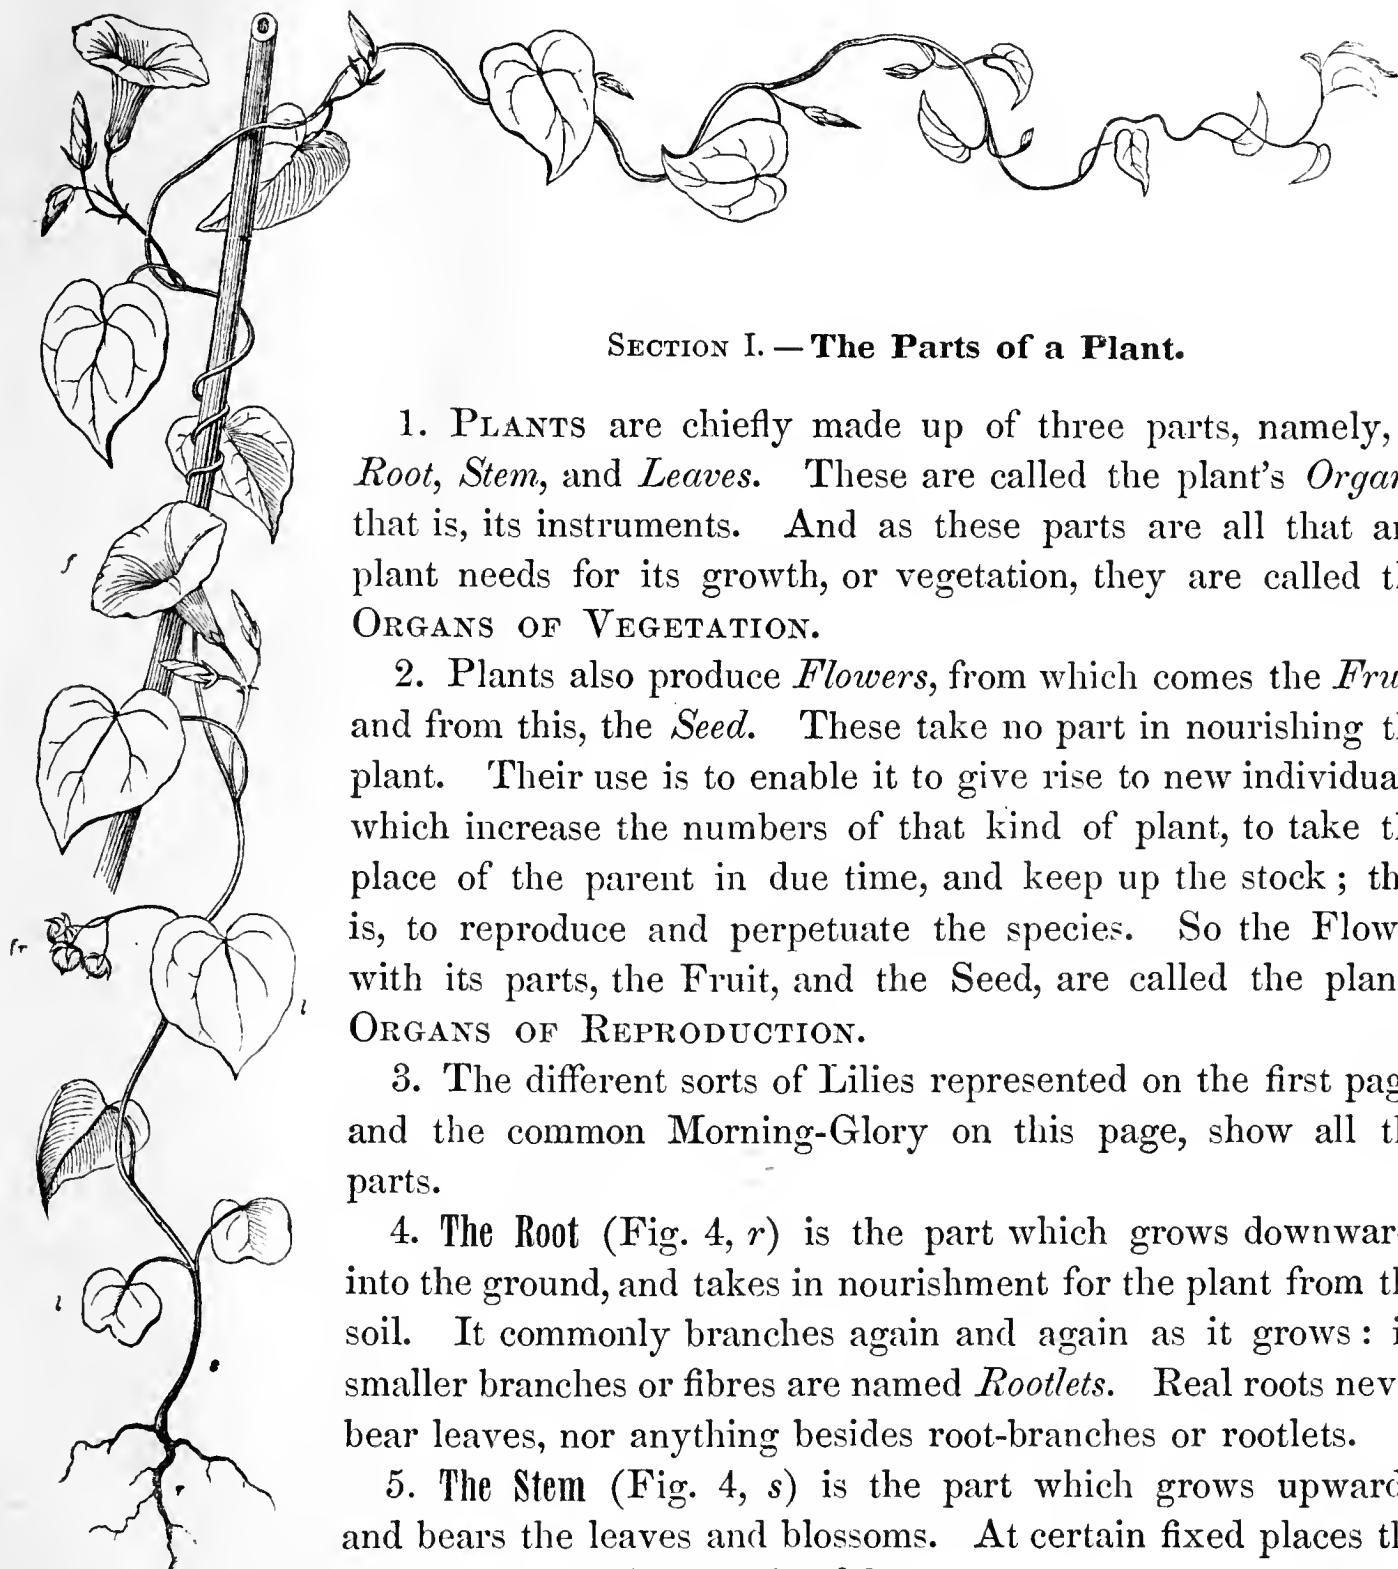 SECTION I. — The Parts of a Plant.
1. PLANTS are chiefly made up of three parts, namely,
Root, Stem, and Leaves. These are called the plant's
that is, its instruments. And as these parts are all that
plant needs for its growth, or vegetation, they are called
ORGANS OF VEGETATION.
2. Plants also produce Flowers, from which comes the
f
and from this, the Seed. These take no part in nourishing
plant. Their use is to enable it to give rise to new
which increase the numbers of that kind of plant, to take
place of the parent in due time, and keep up the stock ;
fr
is, to reproduce and perpetuate the species. So the
with its parts, the Fruit, and the Seed, are called the
l
ORGANS OF REPRODUCTION.
3. The different sorts of Lilies represented on the first
and the common Morning-Glory on this page, show all
parts.
4. The Root (Fig. 4, r) is the part which grows
into the ground, and takes in nourishment for the plant from
l
soil. It commonly branches again and again as it grows :
s
smaller branches or fibres are named Rootlets. Real roots
bear leaves, nor anything besides root-branches or rootlets.
r
5. The Stem (Fig. 4, s) is the part which grows
and bears the leaves and blossoms. At certain fixed places